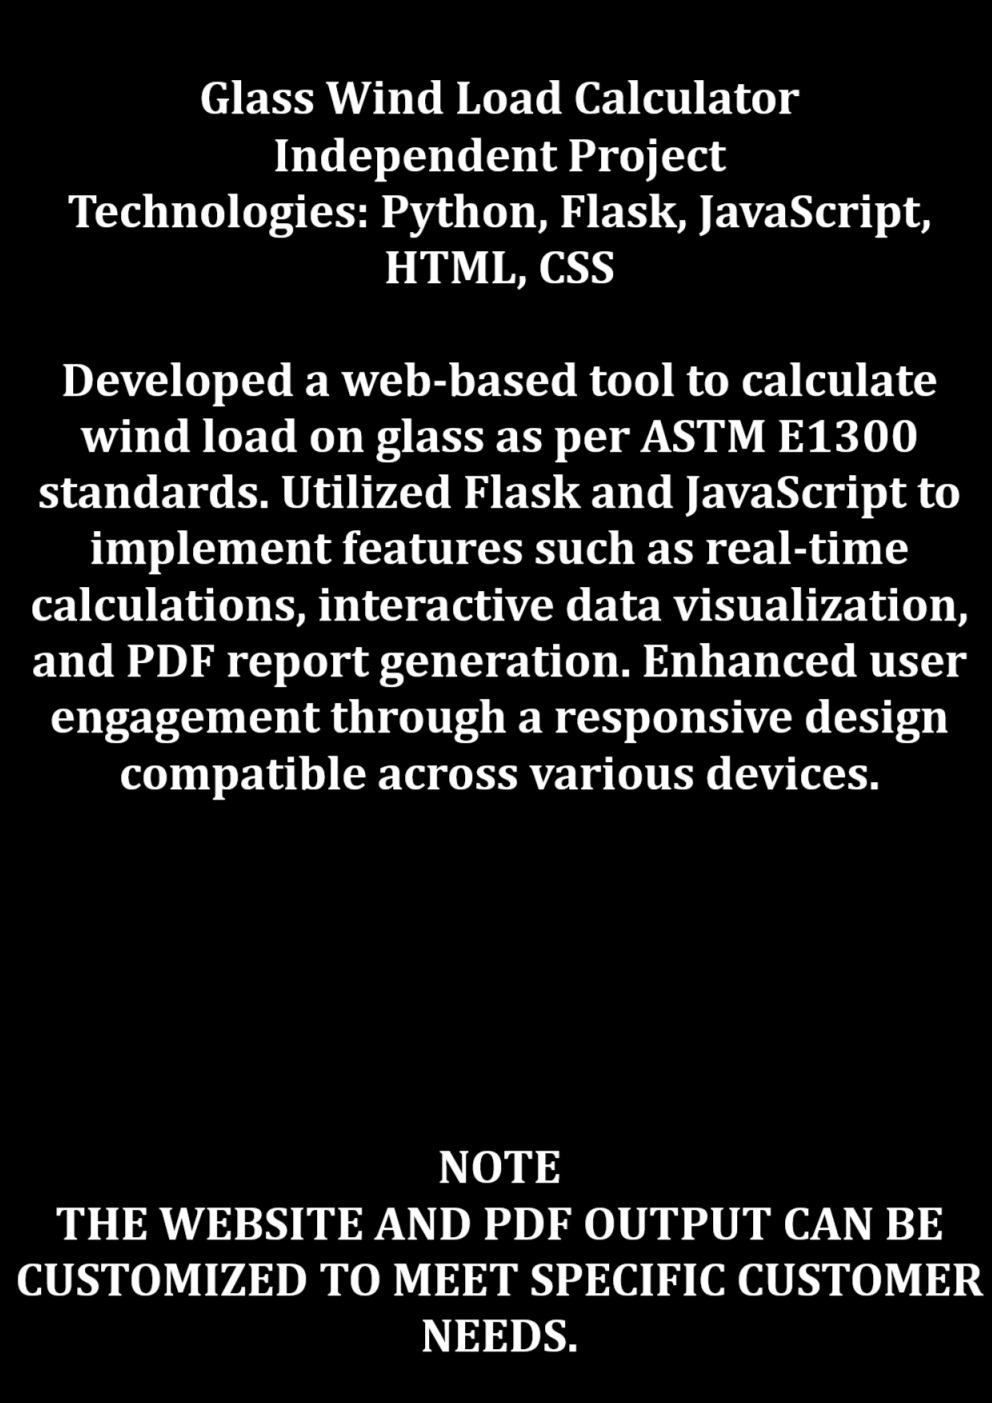 Glass Wind Load Calculator
Independent Project
Technologies: Python, Flask, JavaScript,
HTML, CSS
Developed a web-based tool to calculate
wind load on glass as per ASTM E1300
standards. Utilized Flask and JavaScript to
implement features such as real-time
calculations, interactive data visualization,
and PDF report generation. Enhanced user
engagement through a responsive design
compatible across various devices.
NOTE
THE WEBSITE AND PDF OUTPUT CAN BE
CUSTOMIZED TO MEET SPECIFIC CUSTOMER
NEEDS.